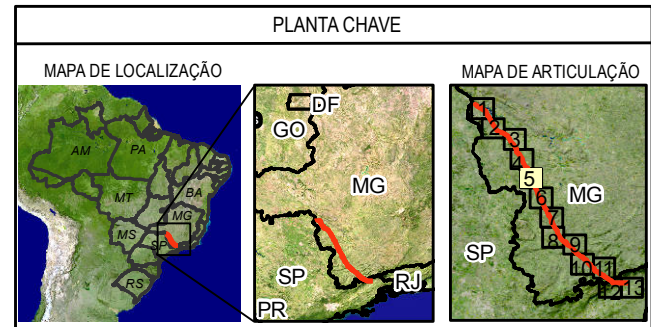 PLANTA CHAVE
MAPA DE LOCALIZAÇÃO
AM
PA
MT
BA
MG
MS
SP
RS
DF
GO
MG
SP
RJ
PR
MAPA DE ARTICULAÇÃO
1
2
3
4
5
6
MG
7
8
9
SP
10
11
12
13